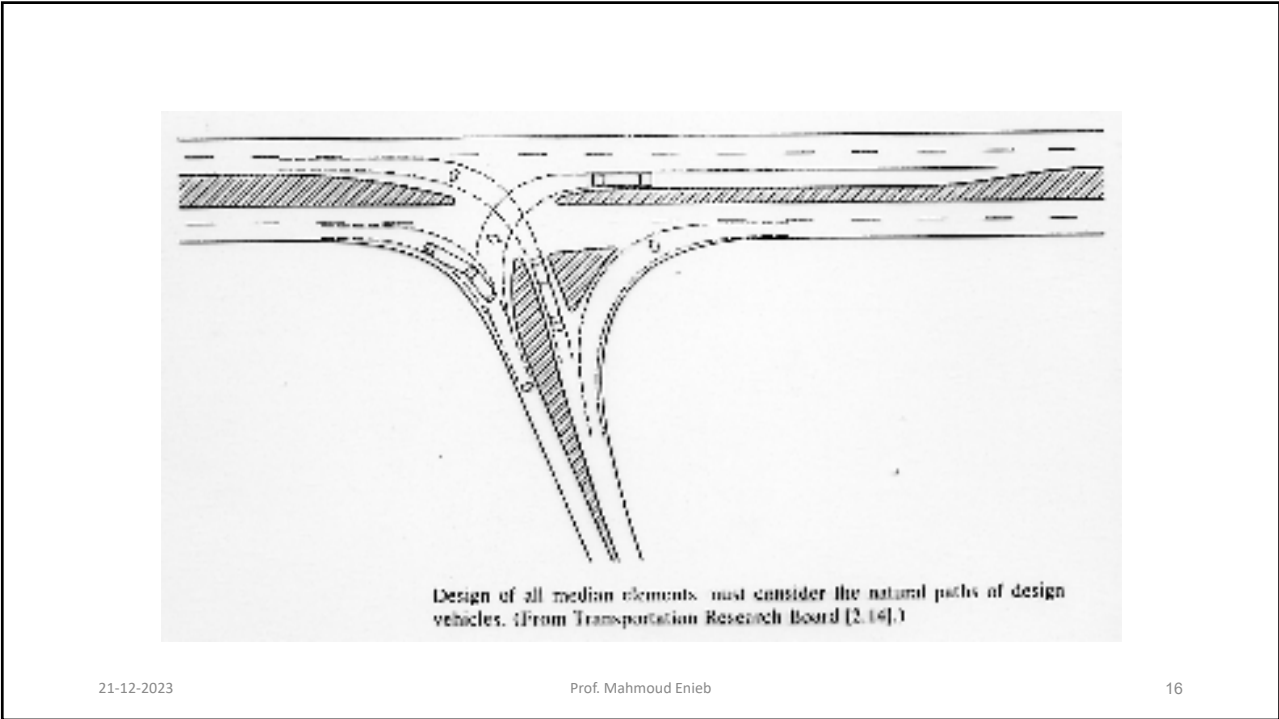 Design of all median elements must consider the natural paths of design
vehicles. (From Transportation Research Board [2.14].)
21-12-2023
Prof. Mahmoud Enieb
16